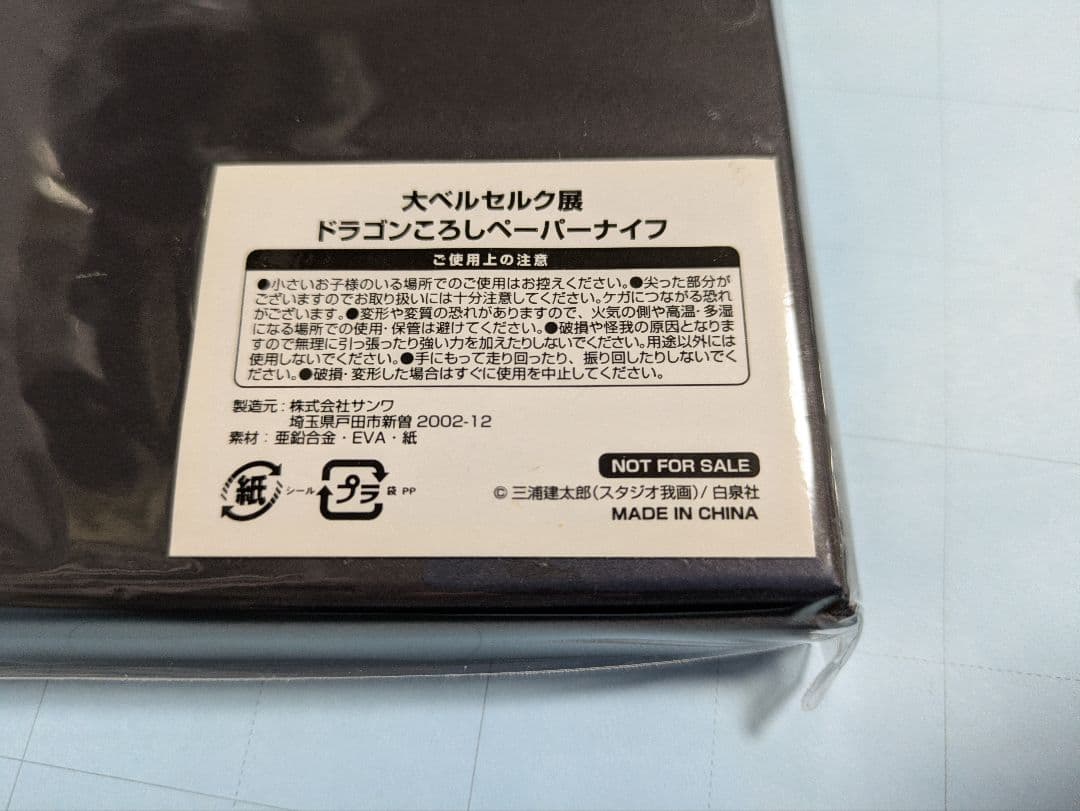 大ベルセルク展
ドラゴンころしペーパーナイフ
ご使用上の注意
●小さいお子様のいる場所でのご使用はお控えください。●尖った部分が
ございますのでお取り扱いには十分注意してください。ケガにつながる恐れ
がございます。●変形や変質の恐れがありますので、火気の側や高温・多湿
になる場所での使用・保管は避けてください。●破損や怪我の原因となりま
すので無理に引っ張ったり強い力を加えたりしないでください。用途以外には
使用しないでください。●手にもって走り回ったり、振り回したりしないでく
ださい。●破損・変形した場合はすぐに使用を中止してください。
製造元：株式会社サンワ
埼玉県戸田市新曽 2002-12
素材：亜鉛合金・EVA・紙
紙 シール プラ 袋 PP
NOT FOR SALE
© 三浦建太郎(スタジオ我画)/ 白泉社
MADE IN CHINA